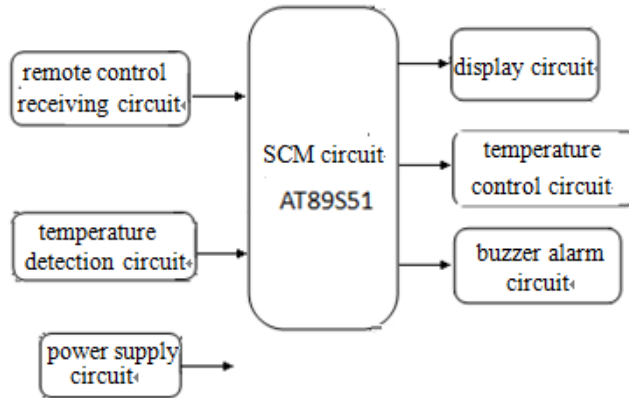 remote control
receiving circuit
temperature
detection circuit
power supply
circuit
SCM circuit
AT89S51
display circuit
temperature
control circuit
buzzer alarm
circuit